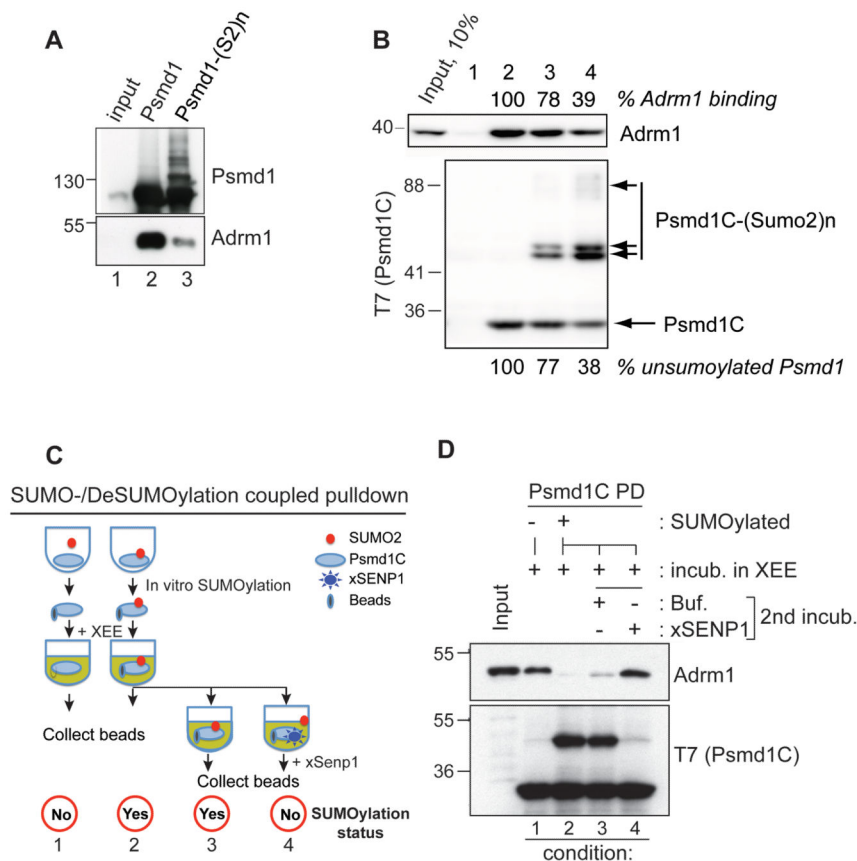 A
input
Psmd1
Psmd1-(S2)n
130
Psmd1
55
Adrm1
1 2 3
B
Input, 10%
1 2 3 4
100 78 39 % Adrm1 binding
40
Adrm1
T7 (Psmd1C)
88
41
36
Psmd1C-(Sumo2)n
Psmd1C
100 77 38 % unsumoylated Psmd1
C
SUMO-/DeSUMOylation coupled pulldown
SUMO2
Psmd1C
xSENP1
Beads
In vitro SUMOylation
+ XEE
Collect beads
+ xSenp1
Collect beads
No Yes Yes No SUMOylation
status
1 2 3 4
D
Psmd1C PD
- + : SUMOylated
+ + + + : incub. in XEE
+ - : Buf.
- + : xSENP1
2nd incub.
Input
55
Adrm1
55
36
T7 (Psmd1C)
1 2 3 4
condition: